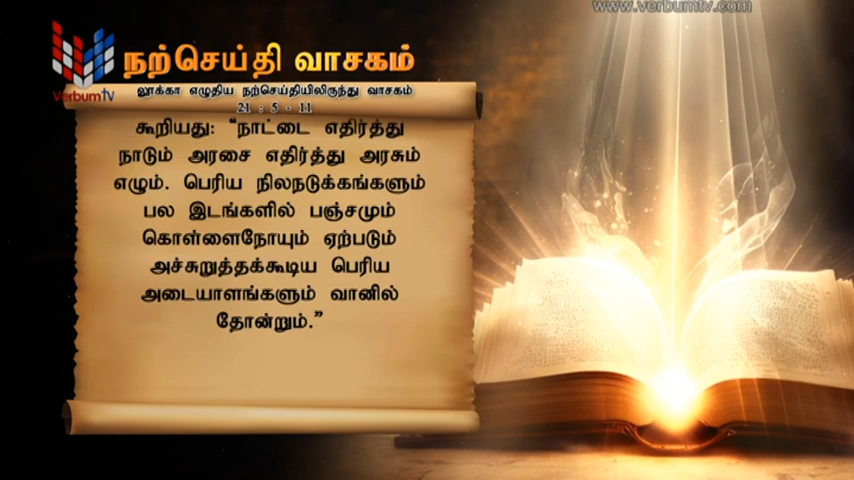 www.verbumtv.com
நற்செய்தி வாசகம்
VerbumTV
லூக்கா எழுதிய நற்செய்தியிலிருந்து வாசகம்
21 : 5 - 11
கூறியது: “நாட்டை எதிர்த்து
நாடும் அரசை எதிர்த்து அரசும்
எழும். பெரிய நிலநடுக்கங்களும்
பல இடங்களில் பஞ்சமும்
கொள்ளைநோயும் ஏற்படும்
அச்சுறுத்தக்கூடிய பெரிய
அடையாளங்களும் வானில்
தோன்றும்.”